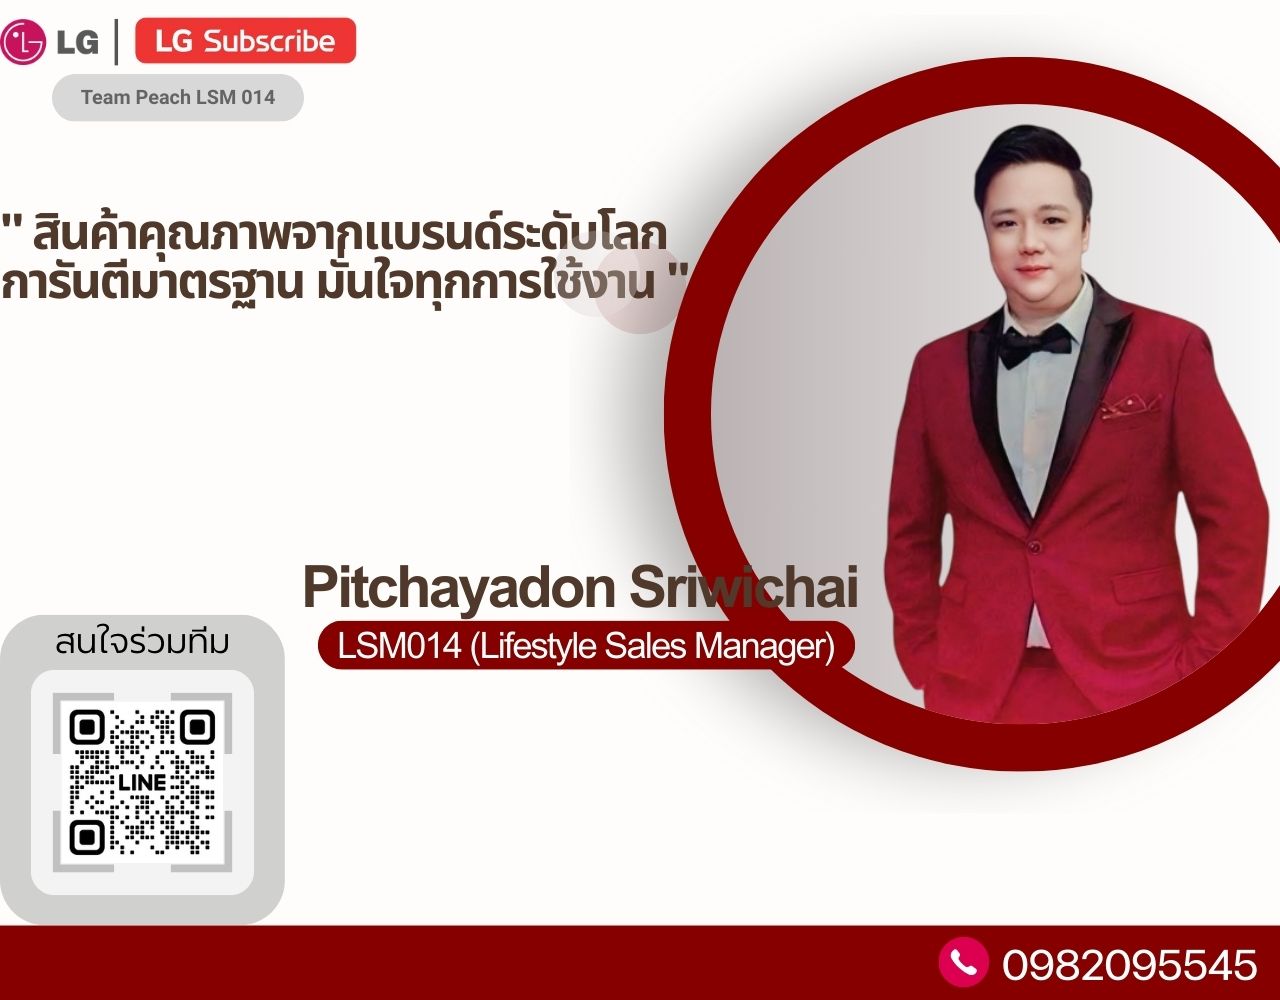 LG
LG Subscribe
Team Peach LSM 014
" สินค้าคุณภาพจากแบรนด์ระดับโลก
การันตีมาตรฐาน มั่นใจทุกการใช้งาน "
Pitchayadon Sriwichai
LSM014 (Lifestyle Sales Manager)
สนใจร่วมทีม
LINE
0982095545